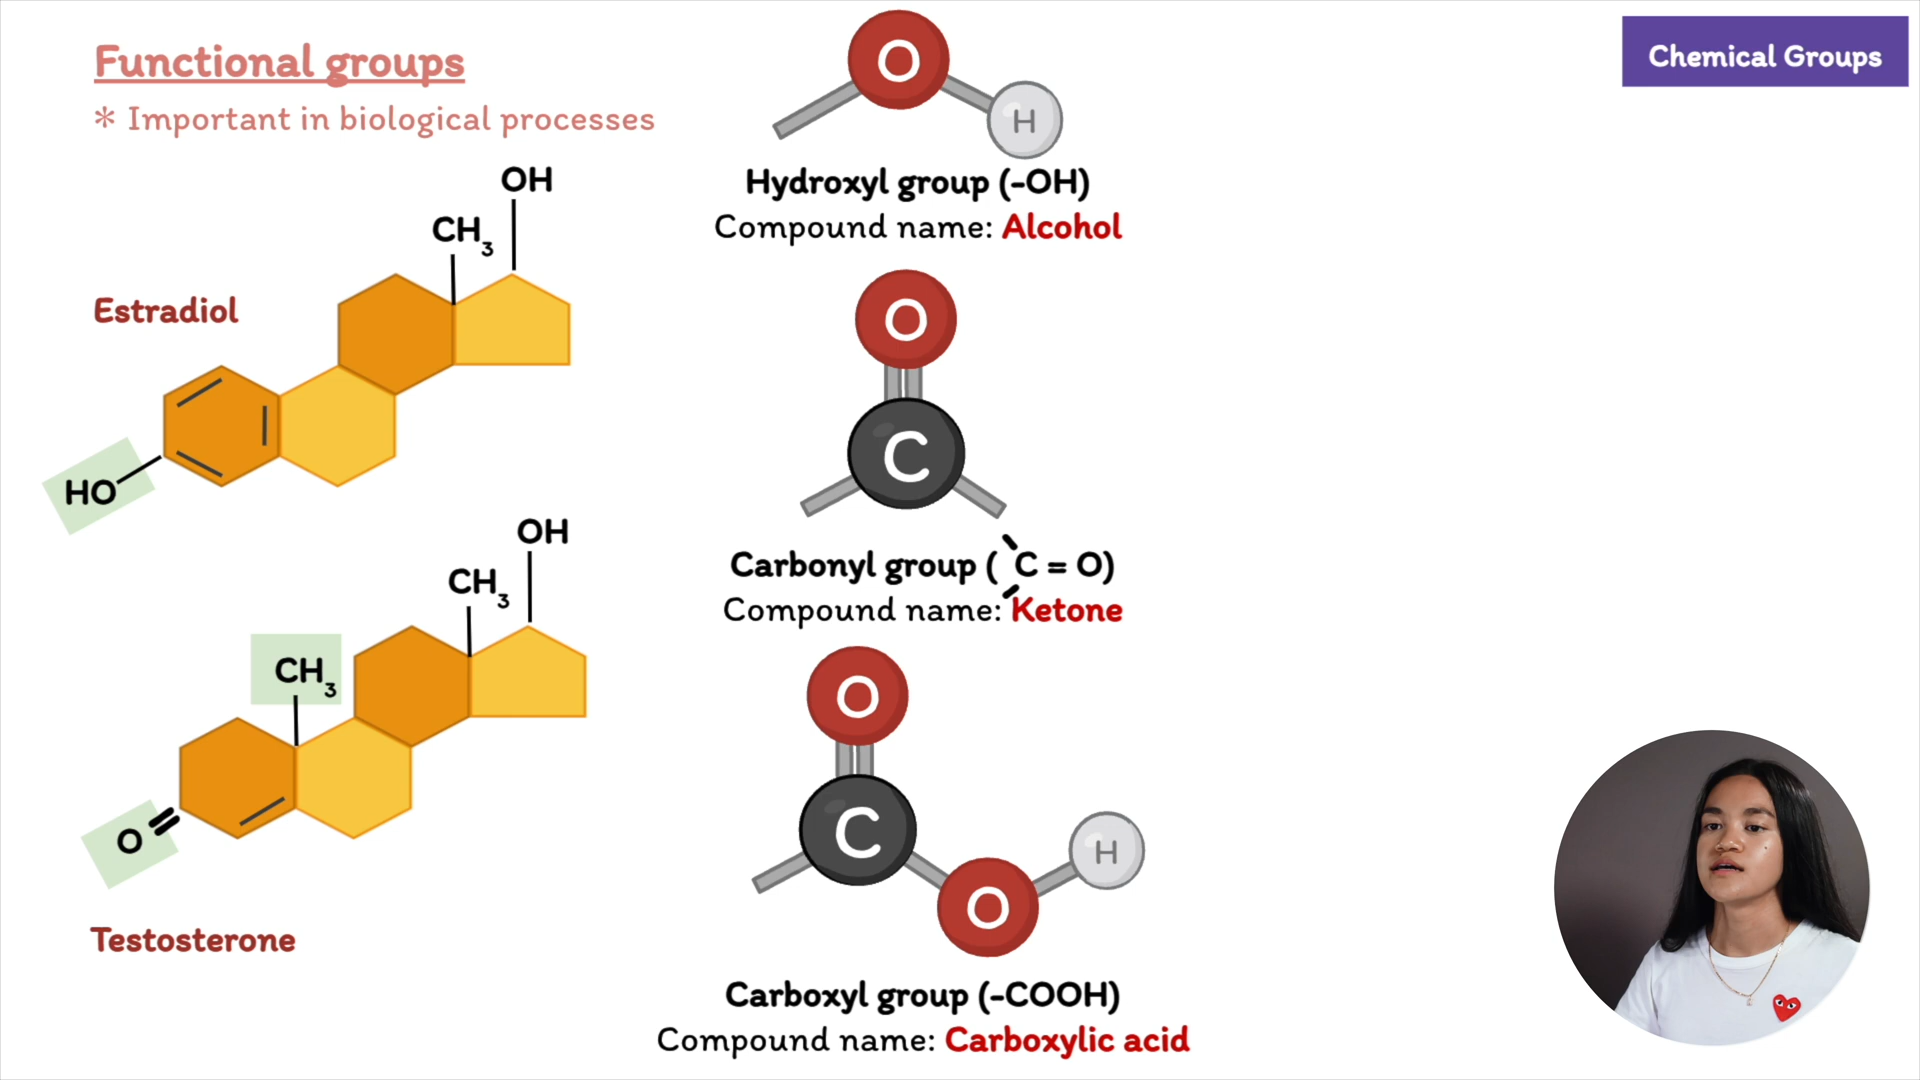 Functional groups
* Important in biological processes
Chemical Groups
OH
CH3
Estradiol
HO
OH
CH3
CH3
O
Testosterone
O
H
Hydroxyl group (-OH)
Compound name: Alcohol
O
C
Carbonyl group ( C = O)
Compound name: Ketone
O
C
O
H
Carboxyl group (-COOH)
Compound name: Carboxylic acid